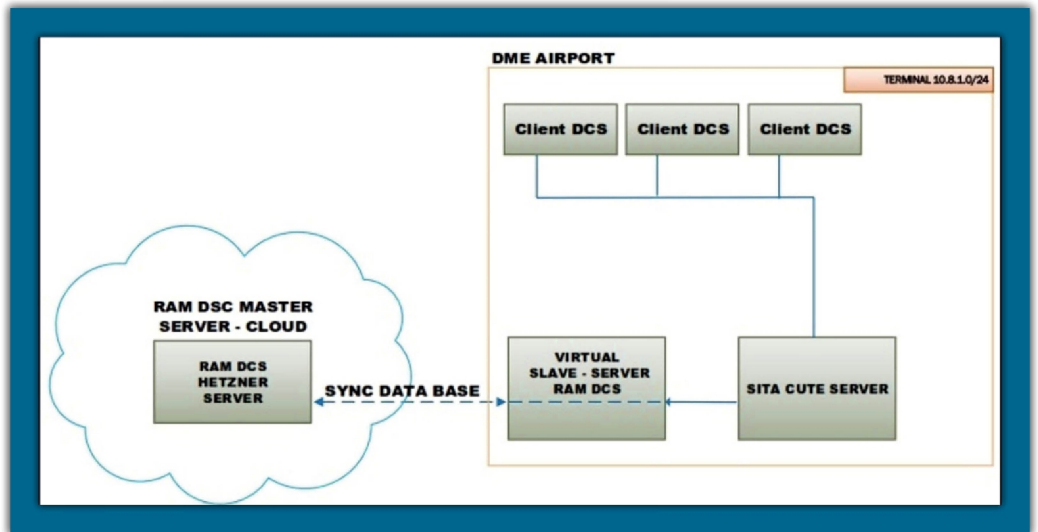 DME AIRPORT
TERMINAL 10.8.1.0/24
Client DCS
Client DCS
Client DCS
RAM DSC MASTER
SERVER - CLOUD
RAM DCS
HETZNER
SERVER
SYNC DATA BASE
VIRTUAL
SLAVE - SERVER
RAM DCS
SITA CUTE SERVER